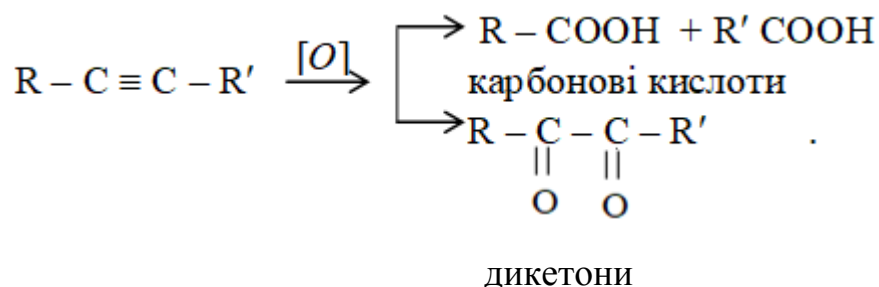 R – COOH + R′ COOH
R – C ≡ C – R′ [O]
карбонові кислоти
R – C – C – R′ .
|| ||
O O
дикетони